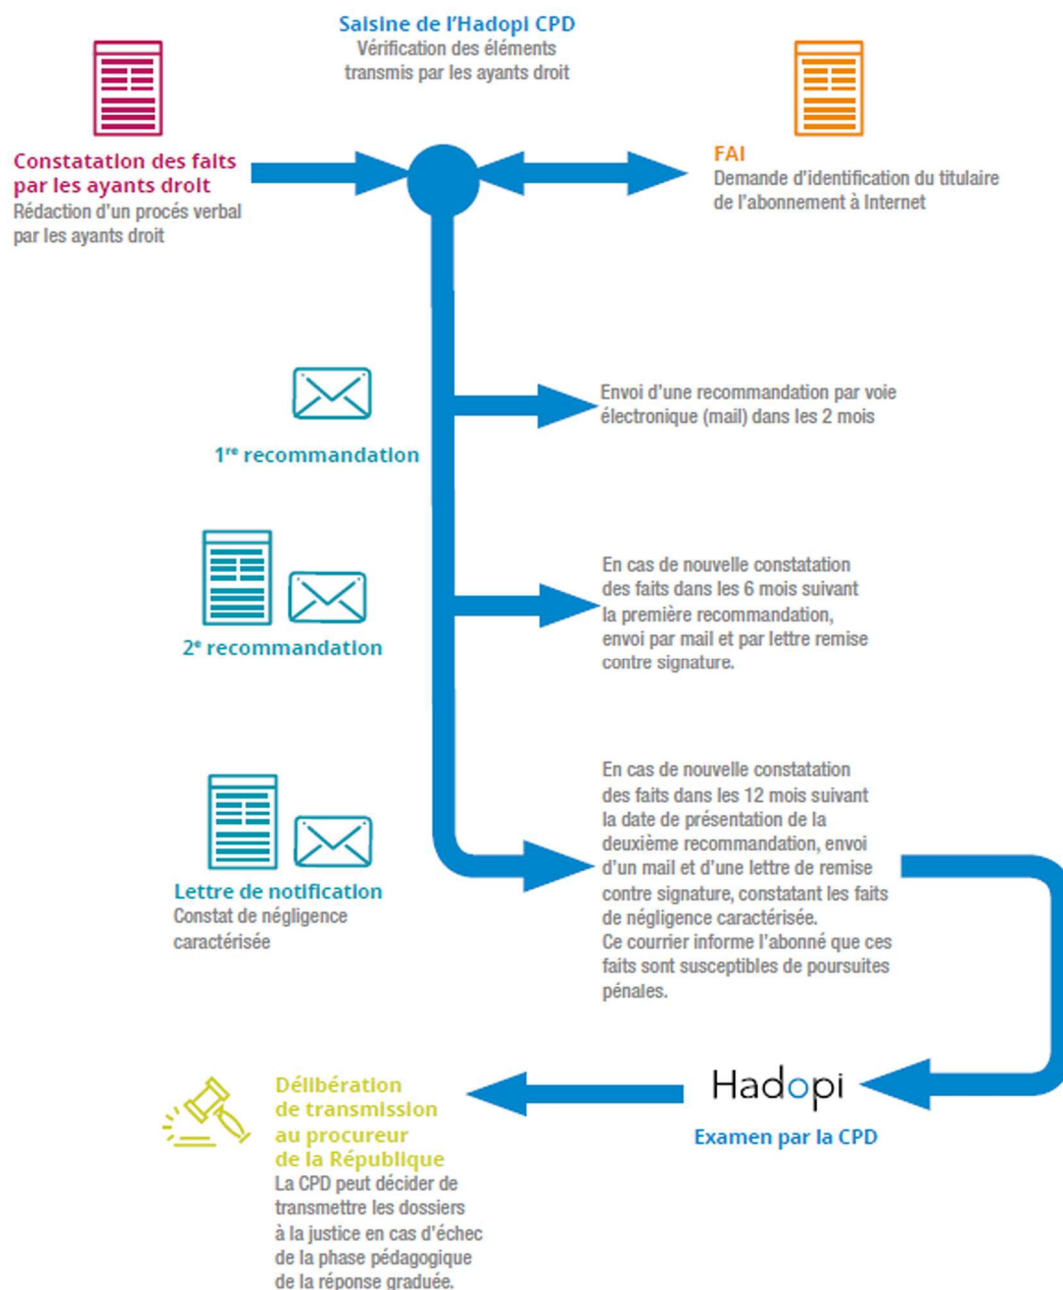 Saisine de l'Hadopi CPD
Vérification des éléments
transmis par les ayants droit
Constatation des faits
par les ayants droit
Rédaction d'un procés verbal
par les ayants droit
FAI
Demande d'identification du titulaire
de l'abonnement à Internet
1re recommandation
Envoi d'une recommandation par voie
électronique (mail) dans les 2 mois
2e recommandation
En cas de nouvelle constatation
des faits dans les 6 mois suivant
la première recommandation,
envoi par mail et par lettre remise
contre signature.
Lettre de notification
Constat de négligence
caractérisée
En cas de nouvelle constatation
des faits dans les 12 mois suivant
la date de présentation de la
deuxième recommandation, envoi
d'un mail et d'une lettre de remise
contre signature, constatant les faits
de négligence caractérisée.
Ce courrier informe l'abonné que ces
faits sont susceptibles de poursuites
pénales.
Hadopi
Examen par la CPD
Délibération
de transmission
au procureur
de la République
La CPD peut décider de
transmettre les dossiers
à la justice en cas d'échec
de la phase pédagogique
de la réponse graduée.